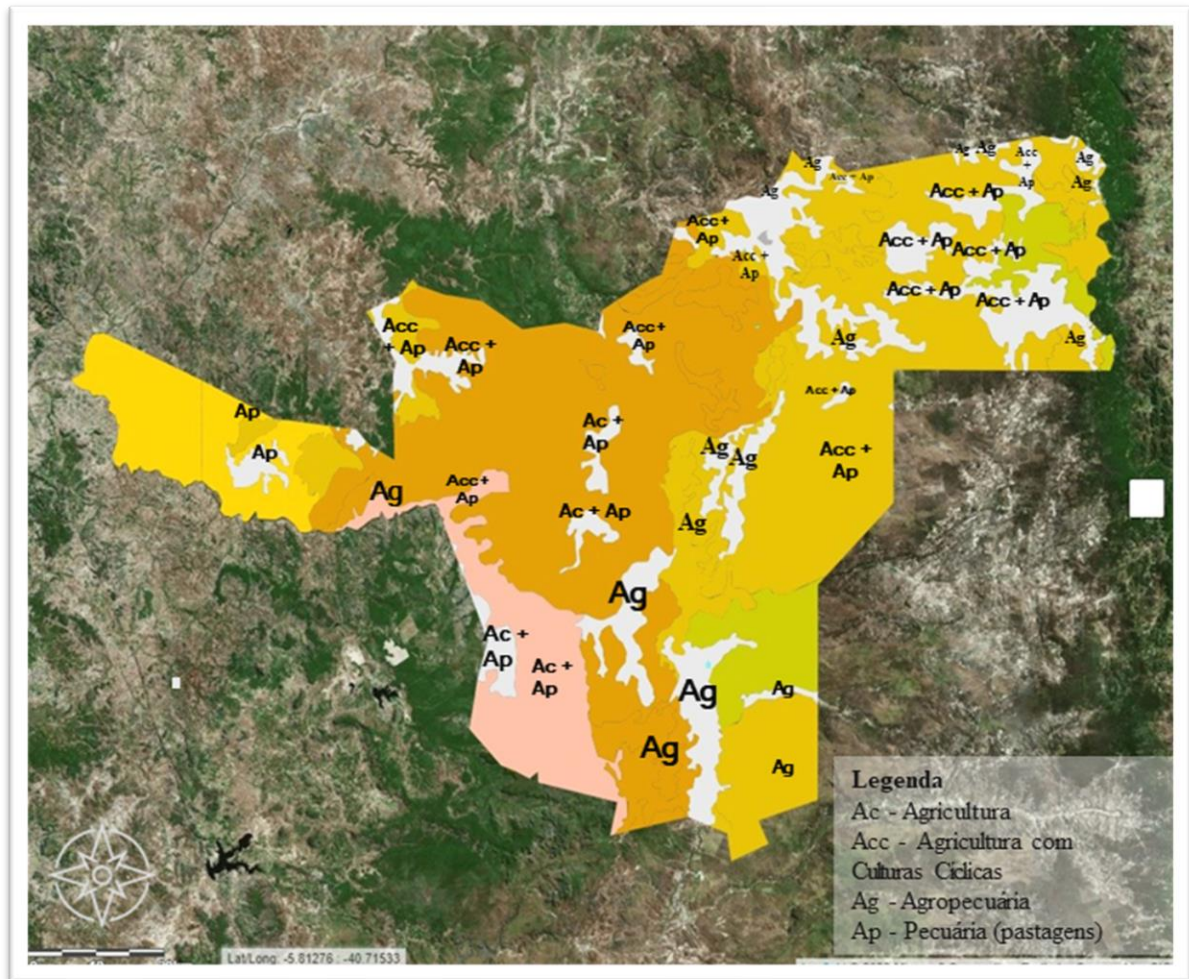 Ag Ag
Acc
+
Ap
Ag
Ag
Ag
Acc + Ap
Ag
Acc + Ap
Acc +
Ap
Acc +
Ap
Acc + Ap
Acc + Ap
Acc + Ap
Acc + Ap
Ag
Ag
Acc
+ Ap
Acc +
Ap
Acc +
Ap
Acc + Ap
Ap
Ap
Ac +
Ap
Ag
Ag
Acc +
Ap
Ag
Acc +
Ap
Ac + Ap
Ag
Ag
Ac +
Ap
Ac +
Ap
Ag
Ag
Ag
Ag
Legenda
Ac - Agricultura
Acc - Agricultura com
Culturas Cíclicas
Ag - Agropecuária
Ap - Pecuária (pastagens)
Lat/Long: -5.81276 : -40.71533